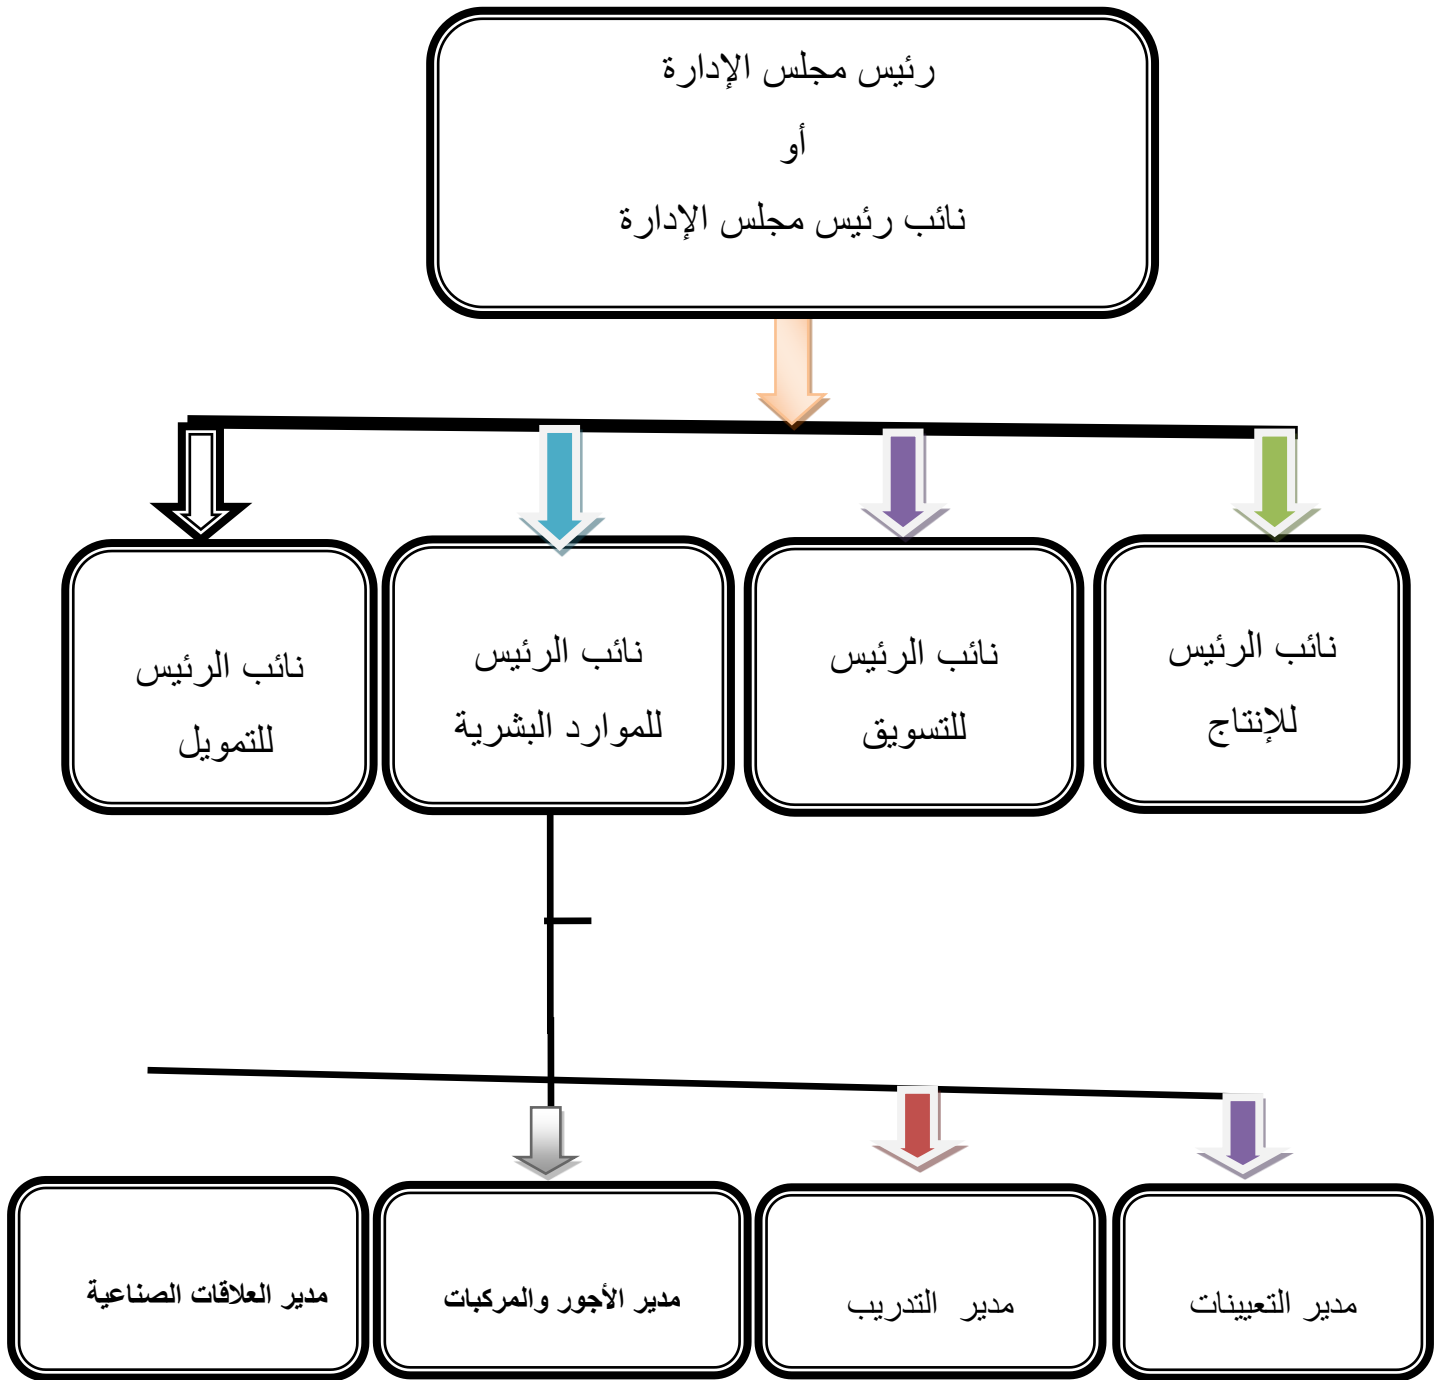 رئيس مجلس الإدارة
أو
نائب رئيس مجلس الإدارة
نائب الرئيس
للإنتاج
نائب الرئيس
للتسويق
نائب الرئيس
للموارد البشرية
نائب الرئيس
للتمويل
مدير التعيينات
مدير التدريب
مدير الأجور والمركبات
مدير العلاقات الصناعية